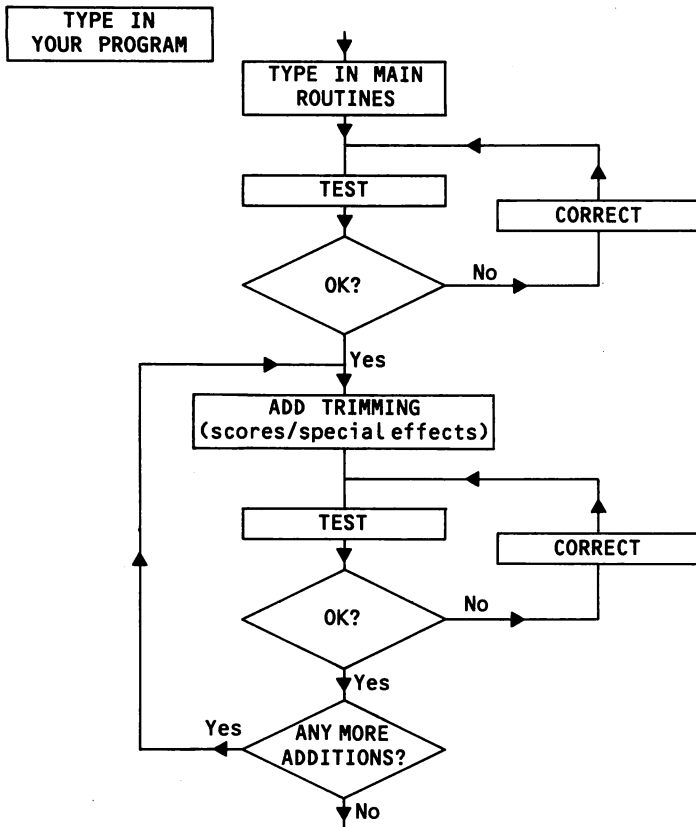 TYPE IN
YOUR PROGRAM
TYPE IN MAIN
ROUTINES
TEST
CORRECT
OK?
No
Yes
ADD TRIMMING
(scores/special effects)
TEST
CORRECT
OK?
No
Yes
Yes
ANY MORE
ADDITIONS?
No